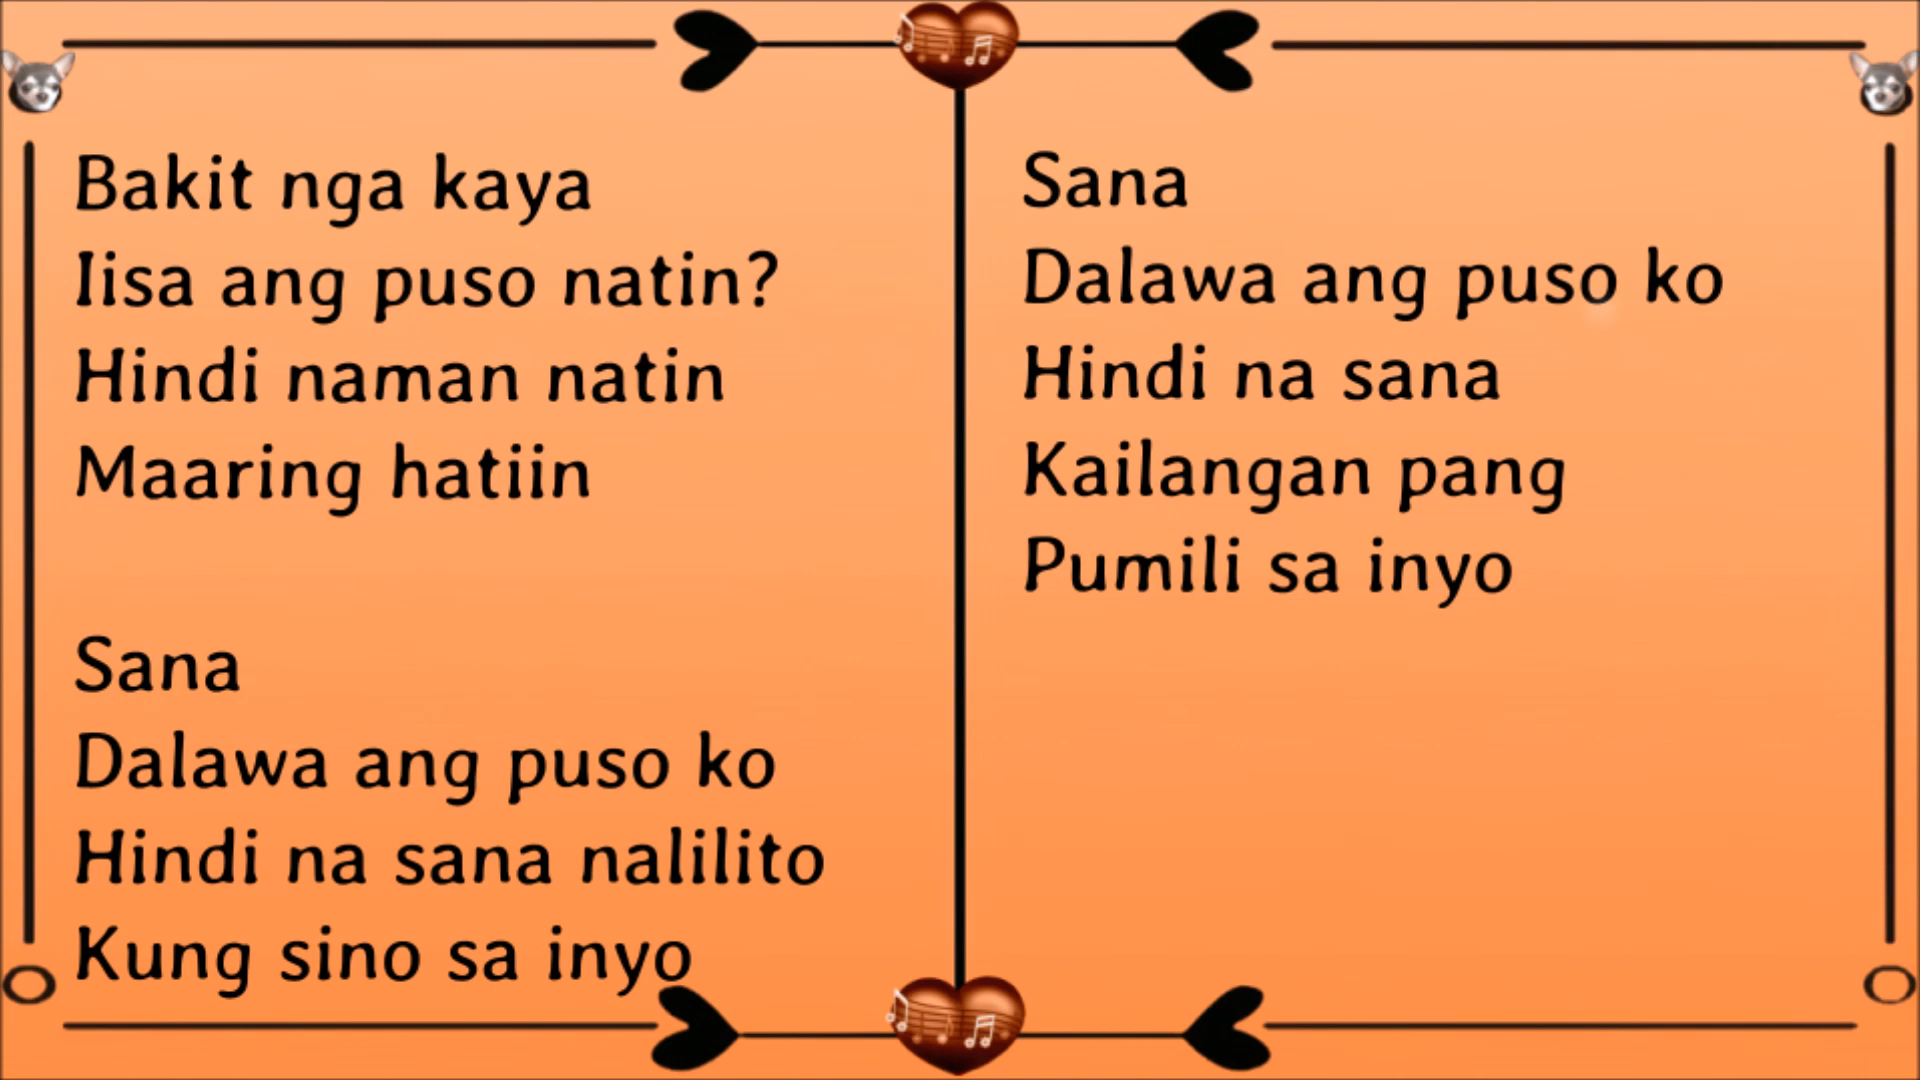 Bakit nga kaya
Iisa ang puso natin?
Hindi naman natin
Maaring hatiin
Sana
Dalawa ang puso ko
Hindi na sana nalilito
Kung sino sa inyo
Sana
Dalawa ang puso ko
Hindi na sana
Kailangan pang
Pumili sa inyo